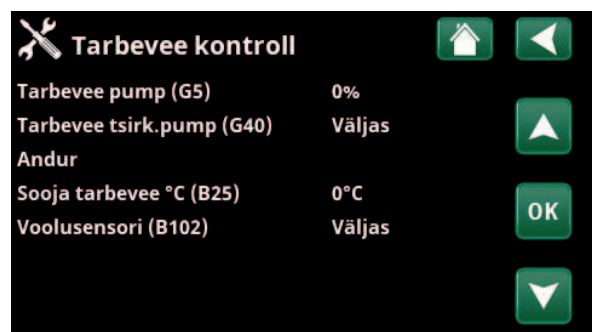 Tarbevee kontroll
Tarbevee pump (G5) 0%
Tarbevee tsirk.pump (G40) Väljas
Andur
Sooja tarbevee °C (B25) 0°C
Voolusensori (B102) Väljas
OK